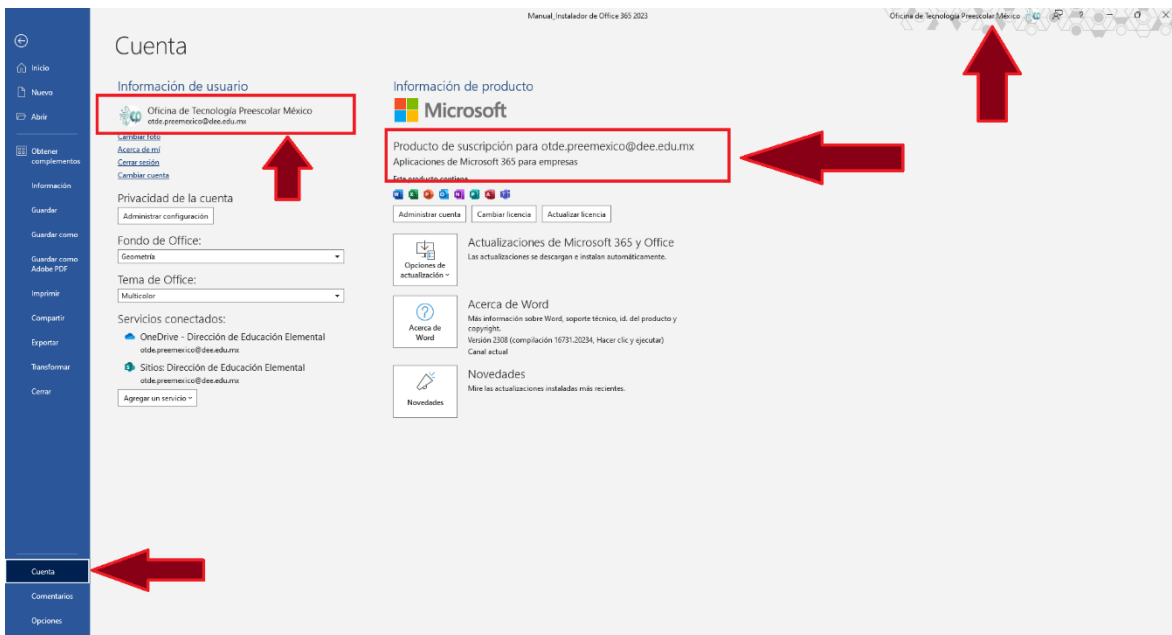 Manual_Instalador de Office 365 2023
Oficina de Tecnología Preescolar México
?
Inicio
Nuevo
Abrir
Obtener
complementos
Información
Guardar
Guardar como
Guardar como
Adobe PDF
Imprimir
Compartir
Exportar
Transformar
Cerrar
Cuenta
Comentarios
Opciones
Cuenta
Información de usuario
Oficina de Tecnología Preescolar México
otde.preemexico@dee.edu.mx
Cambiar foto
Acerca de mí
Cerrar sesión
Cambiar cuenta
Privacidad de la cuenta
Administrar configuración
Fondo de Office:
Geometría
Tema de Office:
Multicolor
Servicios conectados:
OneDrive - Dirección de Educación Elemental
otde.preemexico@dee.edu.mx
Sitios: Dirección de Educación Elemental
otde.preemexico@dee.edu.mx
Agregar un servicio
Información de producto
Microsoft
Producto de suscripción para otde.preemexico@dee.edu.mx
Aplicaciones de Microsoft 365 para empresas
Este producto contiene
Administrar cuenta
Cambiar licencia
Actualizar licencia
Opciones de
actualización
Actualizaciones de Microsoft 365 y Office
Las actualizaciones se descargan e instalan automáticamente.
Acerca de
Word
Acerca de Word
Más información sobre Word, soporte técnico, id. del producto y
copyright.
Versión 2308 (compilación 16731.20234, Hacer clic y ejecutar)
Canal actual
Novedades
Novedades
Mire las actualizaciones instaladas más recientes.